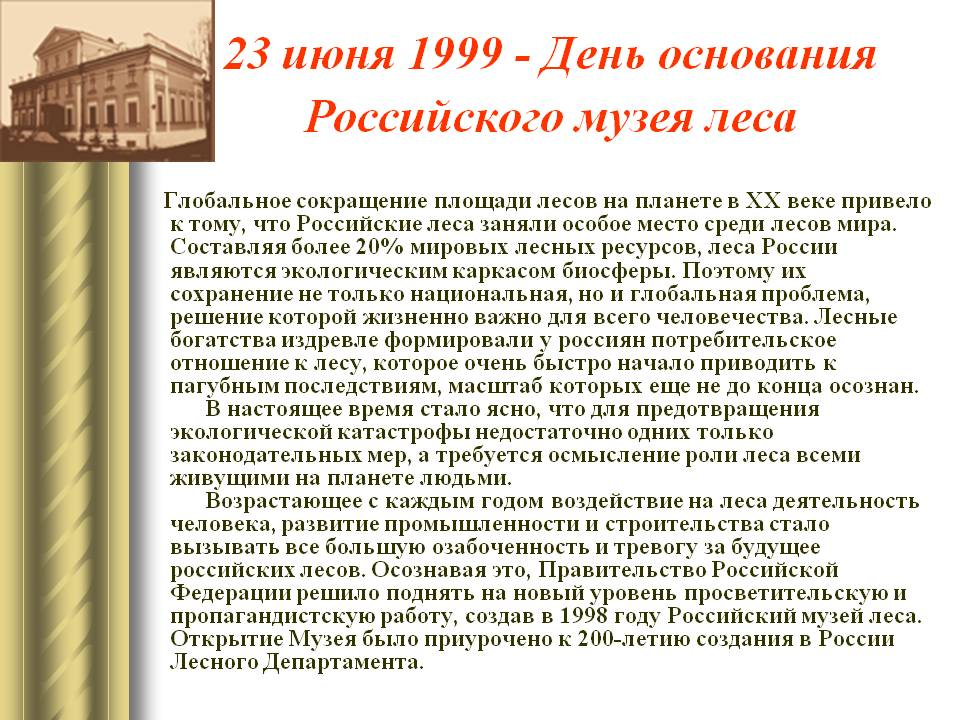 23 июня 1999 - День основания
Российского музея леса
Глобальное сокращение площади лесов на планете в XX веке привело
к тому, что Российские леса заняли особое место среди лесов мира.
Составляя более 20% мировых лесных ресурсов, леса России
являются экологическим каркасом биосферы. Поэтому их
сохранение не только национальная, но и глобальная проблема,
решение которой жизненно важно для всего человечества. Лесные
богатства издревле формировали у россиян потребительское
отношение к лесу, которое очень быстро начало приводить к
пагубным последствиям, масштаб которых еще не до конца осознан.
В настоящее время стало ясно, что для предотвращения
экологической катастрофы недостаточно одних только
законодательных мер, а требуется осмысление роли леса всеми
живущими на планете людьми.
Возрастающее с каждым годом воздействие на леса деятельность
человека, развитие промышленности и строительства стало
вызывать все большую озабоченность и тревогу за будущее
российских лесов. Осознавая это, Правительство Российской
Федерации решило поднять на новый уровень просветительскую и
пропагандистскую работу, создав в 1998 году Российский музей леса.
Открытие Музея было приурочено к 200-летию создания в России
Лесного Департамента.